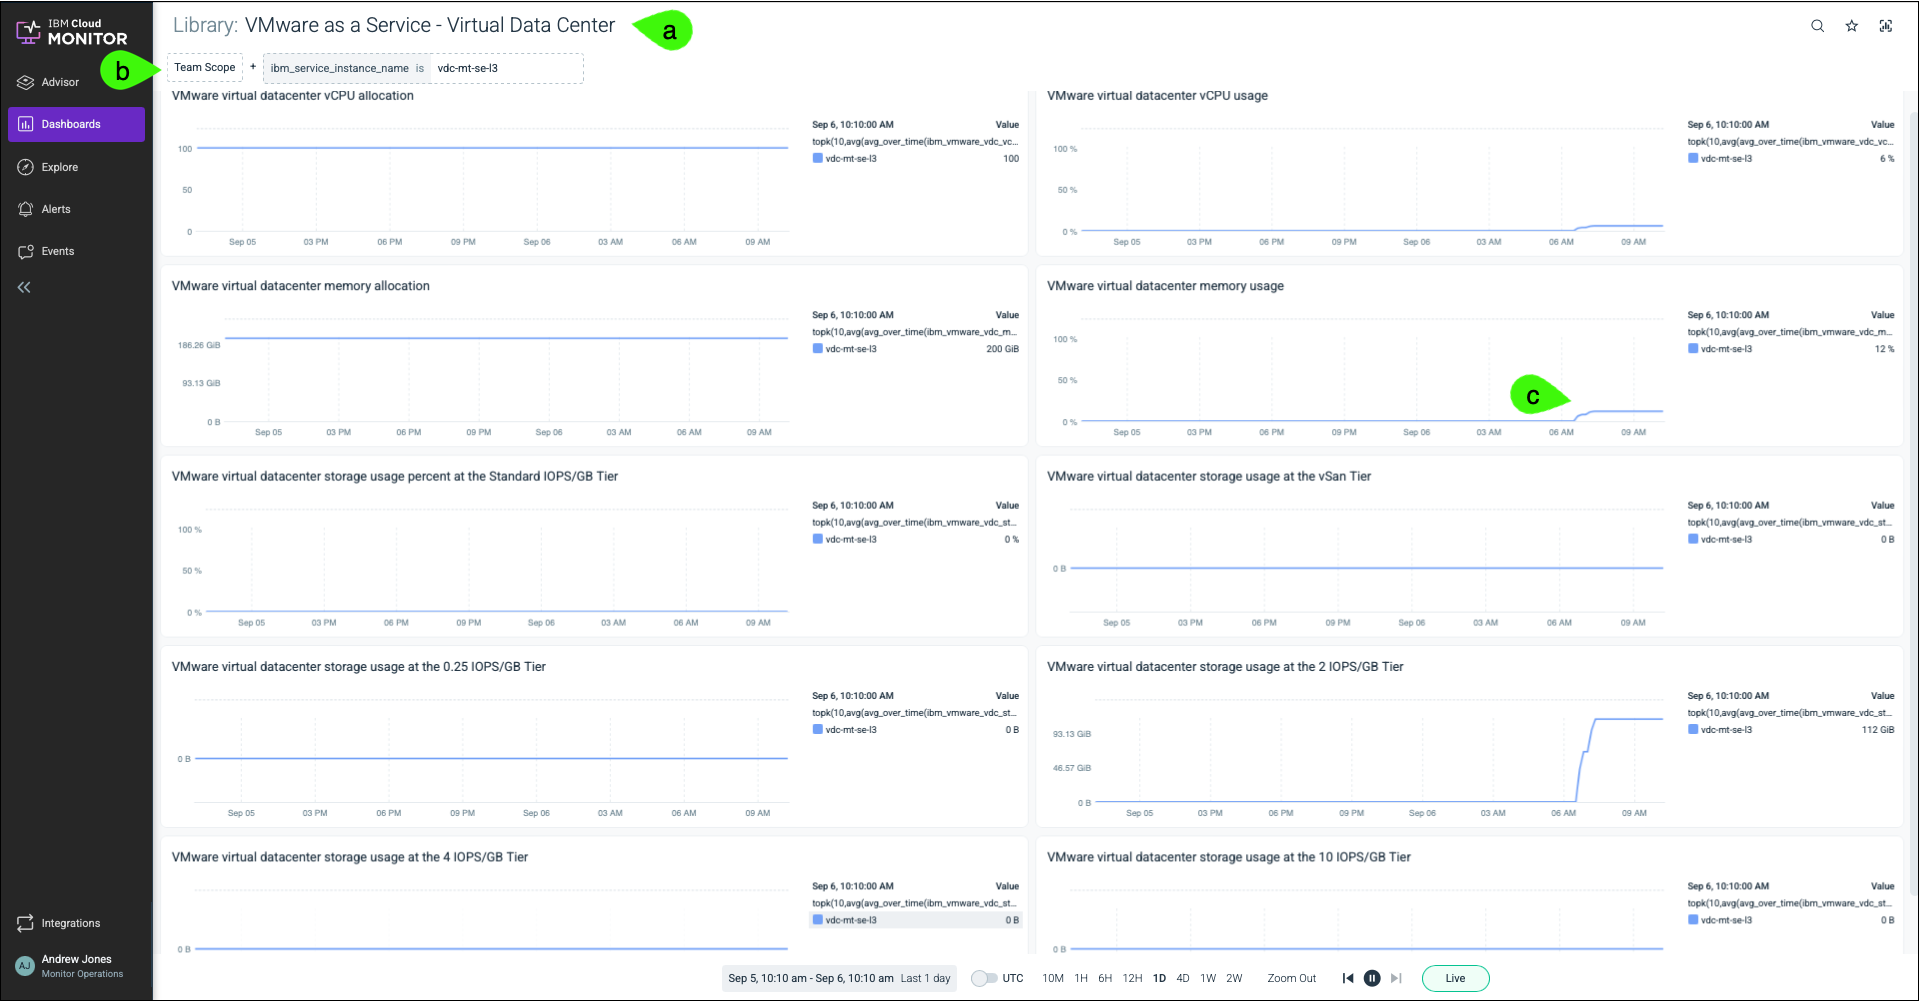 IBM Cloud
MONITOR
Advisor
Dashboards
Explore
Alerts
Events
Integrations
AJ
Andrew Jones
Monitor Operations
Library: VMware as a Service - Virtual Data Center
a
b
Team Scope + ibm_service_instance_name is vdc-mt-se-l3
VMware virtual datacenter vCPU allocation
100
50
0
Sep 05 03 PM 06 PM 09 PM Sep 06 03 AM 06 AM 09 AM
Sep 6, 10:10:00 AM Value
topk(10,avg(avg_over_time(ibm_vmware_vdc_vc...
vdc-mt-se-l3 100
VMware virtual datacenter vCPU usage
100 %
50 %
0 %
Sep 05 03 PM 06 PM 09 PM Sep 06 03 AM 06 AM 09 AM
Sep 6, 10:10:00 AM Value
topk(10,avg(avg_over_time(ibm_vmware_vdc_vc...
vdc-mt-se-l3 6 %
VMware virtual datacenter memory allocation
186.26 GiB
93.13 GiB
0 B
Sep 05 03 PM 06 PM 09 PM Sep 06 03 AM 06 AM 09 AM
Sep 6, 10:10:00 AM Value
topk(10,avg(avg_over_time(ibm_vmware_vdc_m...
vdc-mt-se-l3 200 GiB
VMware virtual datacenter memory usage
100 %
50 %
0 %
c
Sep 05 03 PM 06 PM 09 PM Sep 06 03 AM 06 AM 09 AM
Sep 6, 10:10:00 AM Value
topk(10,avg(avg_over_time(ibm_vmware_vdc_m...
vdc-mt-se-l3 12 %
VMware virtual datacenter storage usage percent at the Standard IOPS/GB Tier
100 %
50 %
0 %
Sep 05 03 PM 06 PM 09 PM Sep 06 03 AM 06 AM 09 AM
Sep 6, 10:10:00 AM Value
topk(10,avg(avg_over_time(ibm_vmware_vdc_st...
vdc-mt-se-l3 0 %
VMware virtual datacenter storage usage at the vSan Tier
0 B
Sep 05 03 PM 06 PM 09 PM Sep 06 03 AM 06 AM 09 AM
Sep 6, 10:10:00 AM Value
topk(10,avg(avg_over_time(ibm_vmware_vdc_st...
vdc-mt-se-l3 0 B
VMware virtual datacenter storage usage at the 0.25 IOPS/GB Tier
0 B
Sep 05 03 PM 06 PM 09 PM Sep 06 03 AM 06 AM 09 AM
Sep 6, 10:10:00 AM Value
topk(10,avg(avg_over_time(ibm_vmware_vdc_st...
vdc-mt-se-l3 0 B
VMware virtual datacenter storage usage at the 2 IOPS/GB Tier
93.13 GiB
46.57 GiB
0 B
Sep 05 03 PM 06 PM 09 PM Sep 06 03 AM 06 AM 09 AM
Sep 6, 10:10:00 AM Value
topk(10,avg(avg_over_time(ibm_vmware_vdc_st...
vdc-mt-se-l3 112 GiB
VMware virtual datacenter storage usage at the 4 IOPS/GB Tier
0 B
Sep 6, 10:10:00 AM Value
topk(10,avg(avg_over_time(ibm_vmware_vdc_st...
vdc-mt-se-l3 0 B
VMware virtual datacenter storage usage at the 10 IOPS/GB Tier
0 B
Sep 6, 10:10:00 AM Value
topk(10,avg(avg_over_time(ibm_vmware_vdc_st...
vdc-mt-se-l3 0 B
Sep 5, 10:10 am - Sep 6, 10:10 am Last 1 day UTC 10M 1H 6H 12H 1D 4D 1W 2W Zoom Out Live